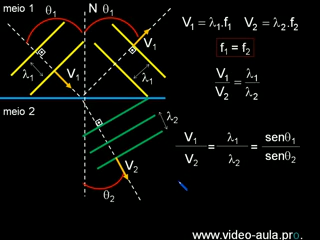 meio 1
θ₁
N
θ₁
V₁
V₁
λ₁
λ₁
meio 2
λ₂
V₂
θ₂
V₁ = λ₁.f₁ V₂ = λ₂.f₂
f₁ = f₂
V₁/V₂ = λ₁/λ₂
V₁/V₂ = λ₁/λ₂ = senθ₁/senθ₂
www.video-aula.pro.